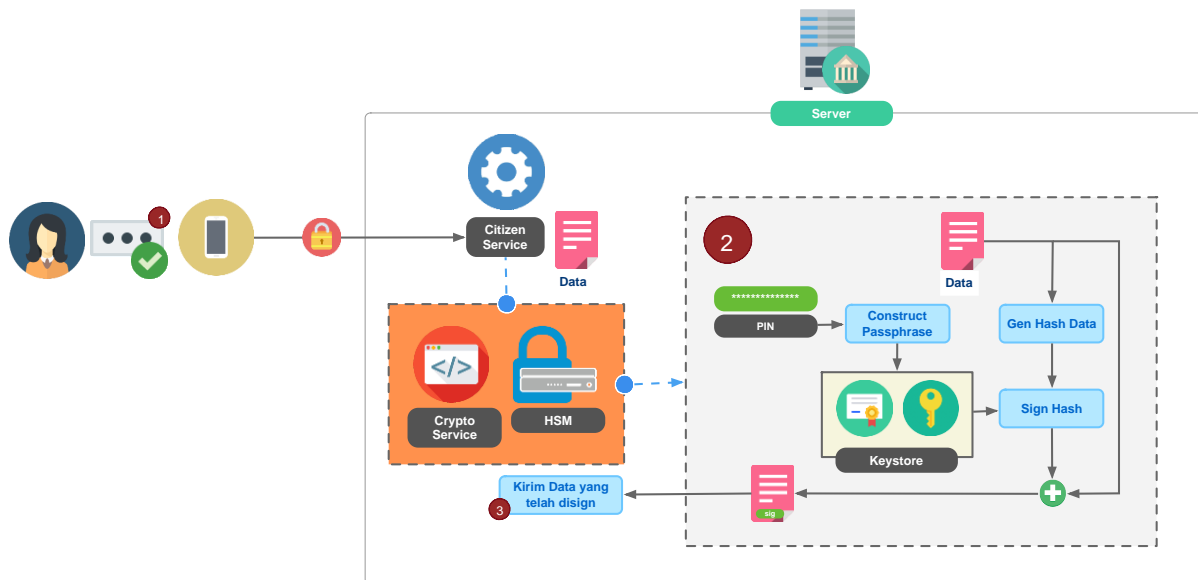 Server
1
Citizen
Service
Data
2
Data
**************
PIN
Construct
Passphrase
Gen Hash Data
</>
Crypto
Service
HSM
Sign Hash
Keystore
Kirim Data yang
telah disign
3
sig